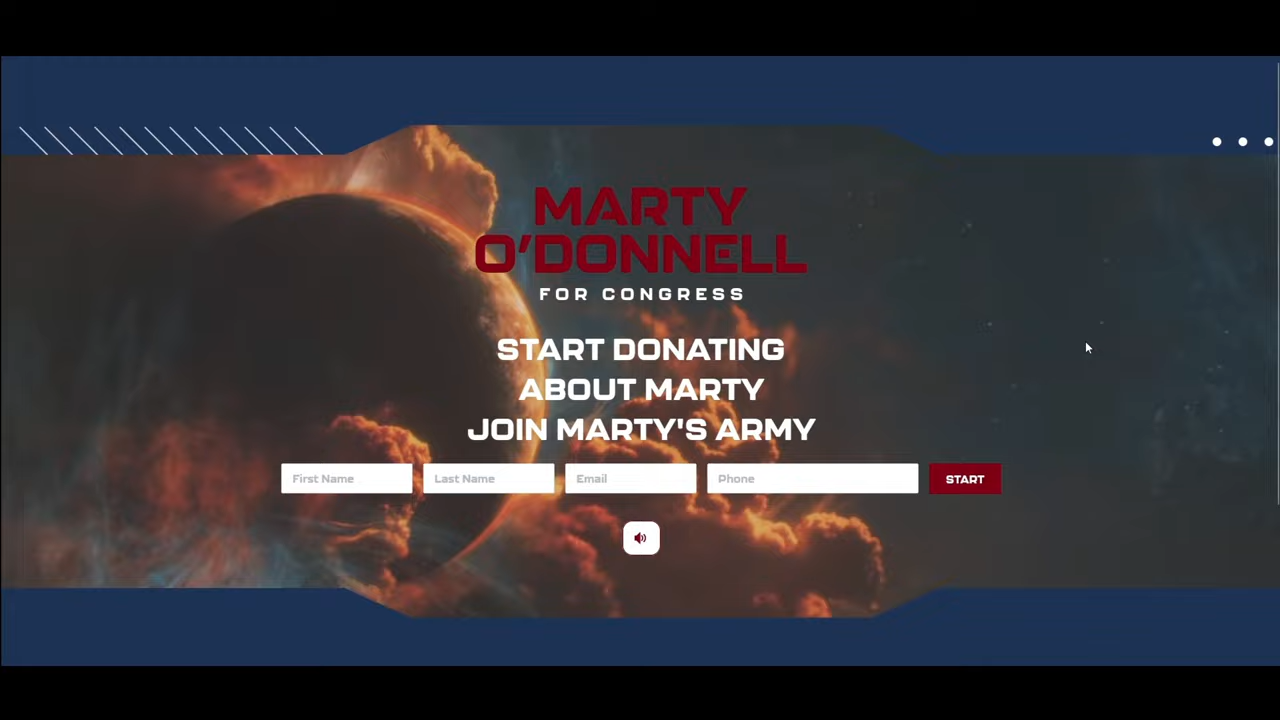 MARTY
O'DONNELL
FOR CONGRESS
START DONATING
ABOUT MARTY
JOIN MARTY'S ARMY
First Name Last Name Email Phone START